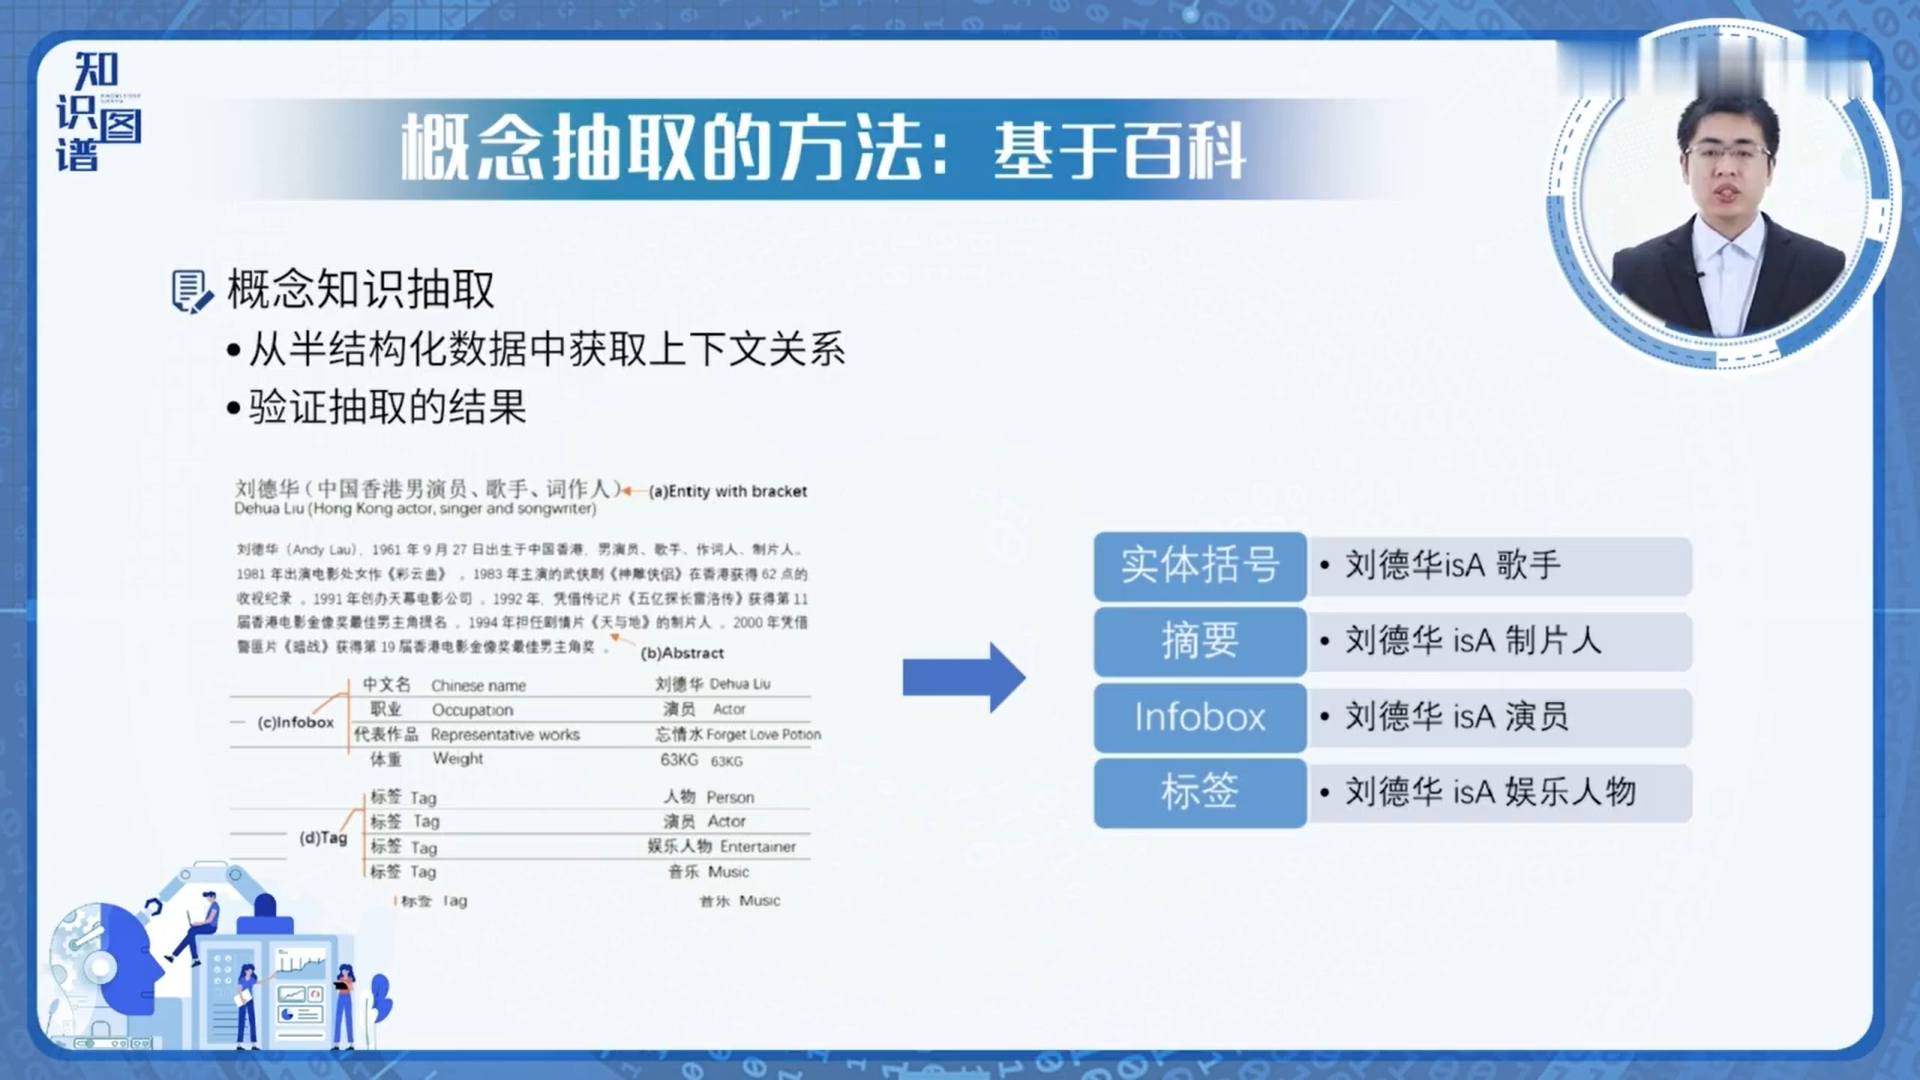 知识图谱
概念抽取的方法：基于百科
概念知识抽取
•从半结构化数据中获取上下文关系
•验证抽取的结果
刘德华（中国香港男演员、歌手、词作人） (a)Entity with bracket
Dehua Liu (Hong Kong actor, singer and songwriter)
刘德华（Andy Lau），1961 年 9 月 27 日出生于中国香港，男演员、歌手、作词人、制片人。
1981 年出演电影处女作《彩云曲》 。1983 年主演的武侠剧《神雕侠侣》在香港获得 62 点的
收视纪录 。1991 年创办天幕电影公司 。1992 年，凭借传记片《五亿探长雷洛传》获得第 11
届香港电影金像奖最佳男主角提名 。1994 年担任剧情片《天与地》的制片人 。2000 年凭借
警匪片《暗战》获得第 19 届香港电影金像奖最佳男主角奖 。
(b)Abstract
(c)Infobox
中文名 Chinese name 刘德华 Dehua Liu
职业 Occupation 演员 Actor
代表作品 Representative works 忘情水 Forget Love Potion
体重 Weight 63KG 63KG
(d)Tag
标签 Tag 人物 Person
标签 Tag 演员 Actor
标签 Tag 娱乐人物 Entertainer
标签 Tag 音乐 Music
标签 Tag 音乐 Music
实体括号 • 刘德华isA 歌手
摘要 • 刘德华 isA 制片人
Infobox • 刘德华 isA 演员
标签 • 刘德华 isA 娱乐人物